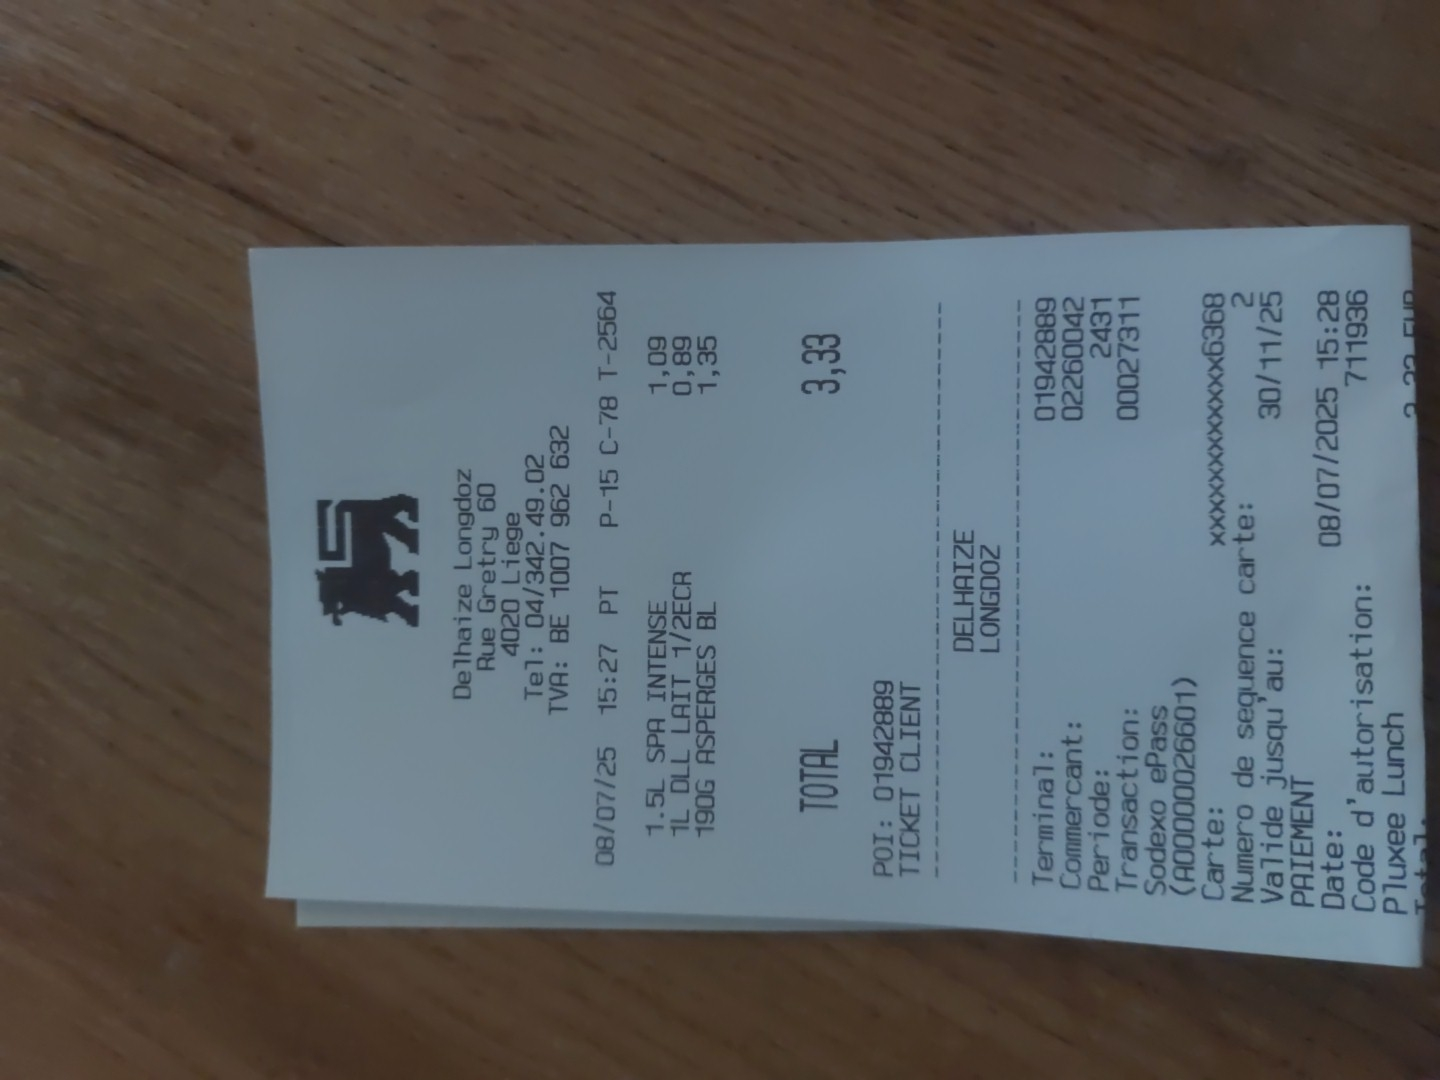 Delhaize Longdoz
Rue Gretry 60
4020 Liege
Tel: 04/342.49.02
TVA: BE 1007 962 632
08/07/25 15:27 PT P-15 C-78 T-2564
1.5L SPA INTENSE 1,09
1L DLL LAIT 1/2ECR 0,89
190G ASPERGES BL 1,35
TOTAL 3,33
POI: 01942889
TICKET CLIENT
--------------------------------
DELHAIZE
LONGDOZ
--------------------------------
Terminal: 01942889
Commercant: 02260042
Periode: 2431
Transaction: 00027311
Sodexo ePass
(A0000026601)
Carte: xxxxxxxxxxxxx6368
Numero de sequence carte: 2
Valide jusqu'au: 30/11/25
PAIEMENT
Date: 08/07/2025 15:28
Code d'autorisation: 711936
Pluxee Lunch